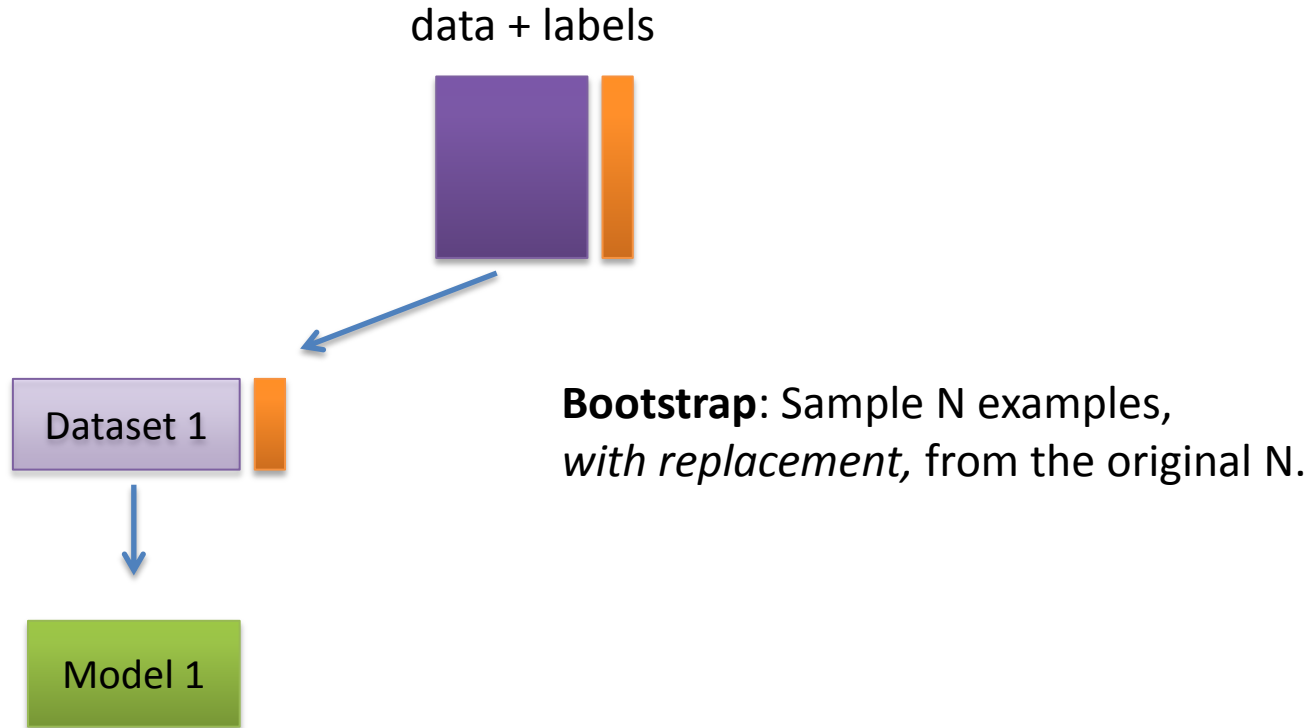 data + labels
Dataset 1
Bootstrap: Sample N examples,
with replacement, from the original N.
Model 1